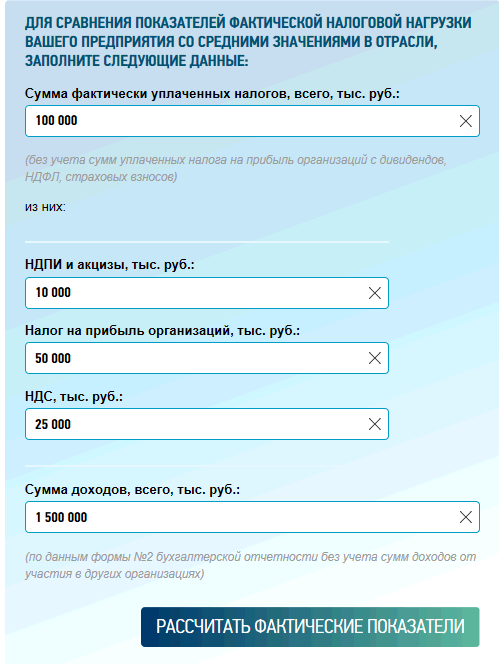 ДЛЯ СРАВНЕНИЯ ПОКАЗАТЕЛЕЙ ФАКТИЧЕСКОЙ НАЛОГОВОЙ НАГРУЗКИ
ВАШЕГО ПРЕДПРИЯТИЯ СО СРЕДНИМИ ЗНАЧЕНИЯМИ В ОТРАСЛИ,
ЗАПОЛНИТЕ СЛЕДУЮЩИЕ ДАННЫЕ:
Сумма фактически уплаченных налогов, всего, тыс. руб.:
100 000
(без учета сумм уплаченных налога на прибыль организаций с дивидендов,
НДФЛ, страховых взносов)
из них:
НДПИ и акцизы, тыс. руб.:
10 000
Налог на прибыль организаций, тыс. руб.:
50 000
НДС, тыс. руб.:
25 000
Сумма доходов, всего, тыс. руб.:
1 500 000
(по данным формы №2 бухгалтерской отчетности без учета сумм доходов от
участия в других организациях)
РАССЧИТАТЬ ФАКТИЧЕСКИЕ ПОКАЗАТЕЛИ